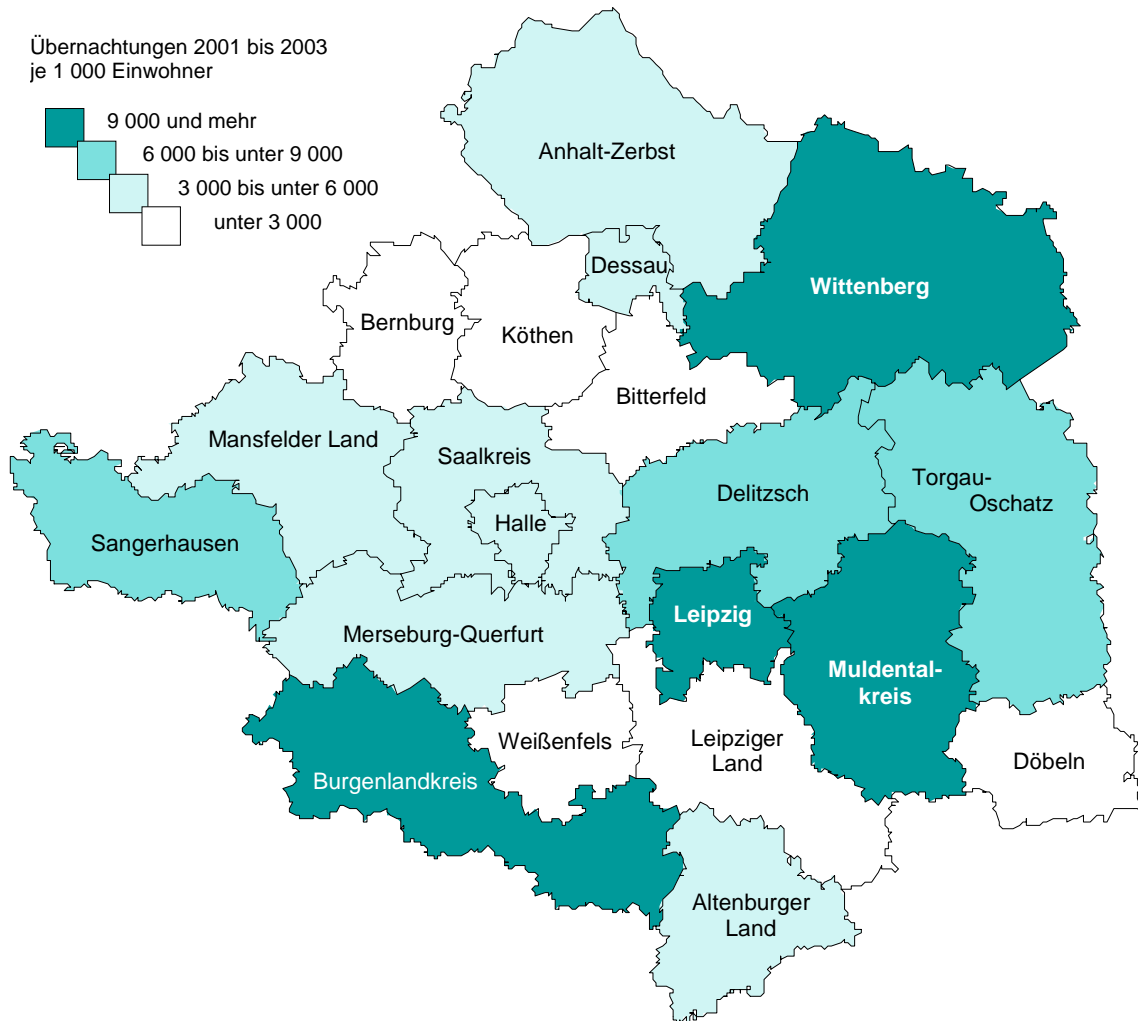 Übernachtungen 2001 bis 2003
je 1 000 Einwohner
9 000 und mehr
6 000 bis unter 9 000
3 000 bis unter 6 000
unter 3 000
Anhalt-Zerbst
Dessau
Wittenberg
Bernburg
Köthen
Bitterfeld
Mansfelder Land
Saalkreis
Halle
Delitzsch
Torgau-
Oschatz
Sangerhausen
Leipzig
Merseburg-Querfurt
Muldental-
kreis
Weißenfels
Leipziger
Land
Döbeln
Burgenlandkreis
Altenburger
Land